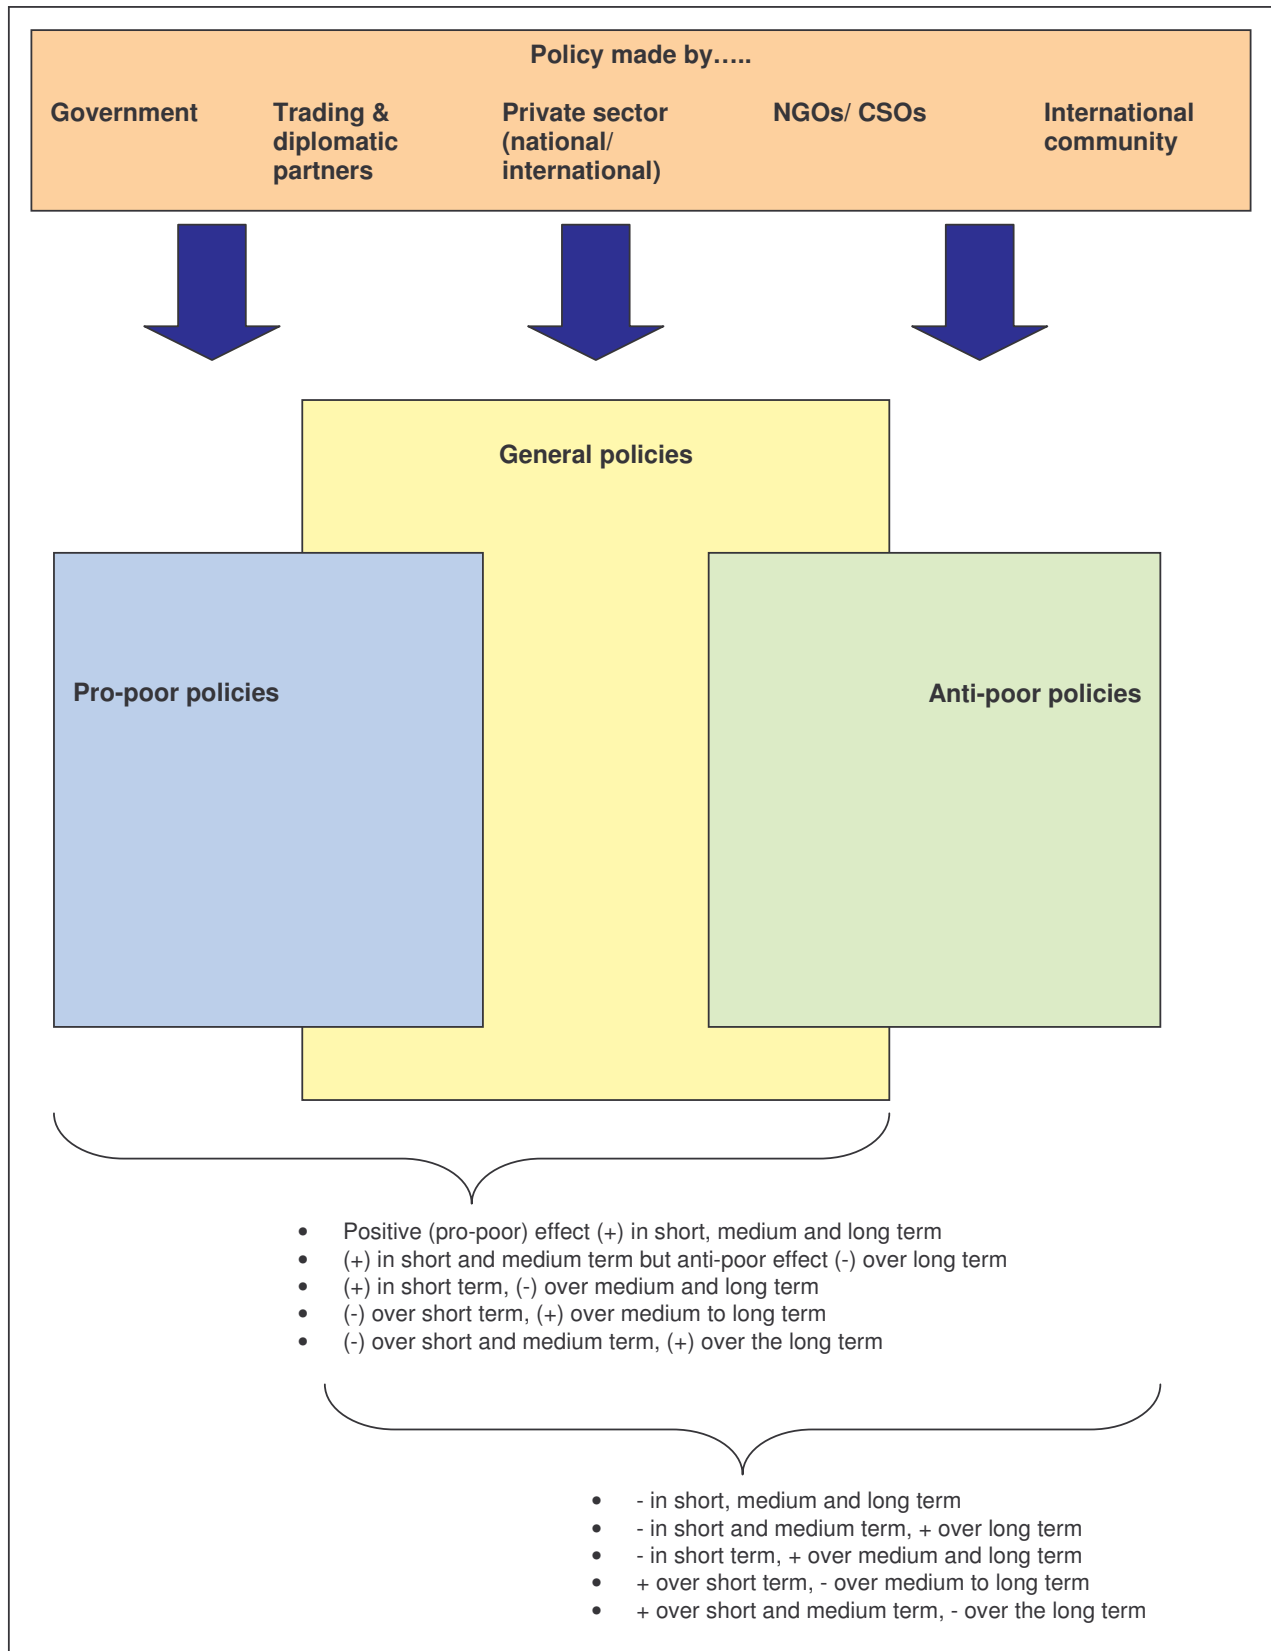 Policy made by.....
Government
Trading &
diplomatic
partners
Private sector
(national/
international)
NGOs/ CSOs
International
community
General policies
Pro-poor policies
Anti-poor policies
• Positive (pro-poor) effect (+) in short, medium and long term
• (+) in short and medium term but anti-poor effect (-) over long term
• (+) in short term, (-) over medium and long term
• (-) over short term, (+) over medium to long term
• (-) over short and medium term, (+) over the long term
• - in short, medium and long term
• - in short and medium term, + over long term
• - in short term, + over medium and long term
• + over short term, - over medium to long term
• + over short and medium term, - over the long term